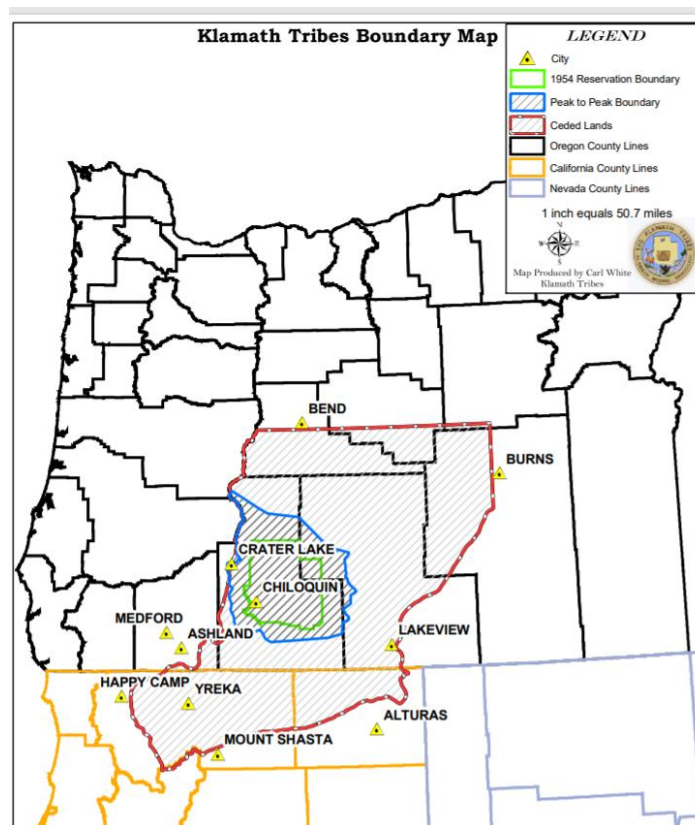 Klamath Tribes Boundary Map
LEGEND
City
1954 Reservation Boundary
Peak to Peak Boundary
Ceded Lands
Oregon County Lines
California County Lines
Nevada County Lines
1 inch equals 50.7 miles
N
W
E
S
Map Produced by Carl White
Klamath Tribes
BEND
BURNS
CRATER LAKE
CHILOQUIN
MEDFORD
ASHLAND
LAKEVIEW
HAPPY CAMP
YREKA
ALTURAS
MOUNT SHASTA